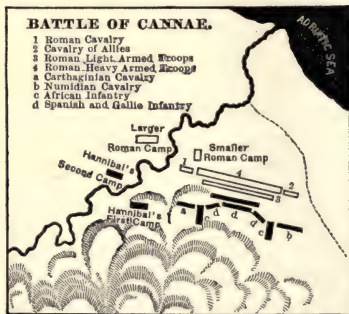 BATTLE OF CANNAE.
1 Roman Cavalry
2 Cavalry of Allies
3 Roman Light Armed Troops
4 Roman Heavy Armed Troops
a Carthaginian Cavalry
b Numidian Cavalry
c African Infantry
d Spanish and Gallic Infantry
ADRIATIC SEA
Larger
Roman Camp
Smaller
Roman Camp
Hannibal's
Second Camp
Hannibal's
First Camp
1
4
3
2
a
c
d
d
d
c
b